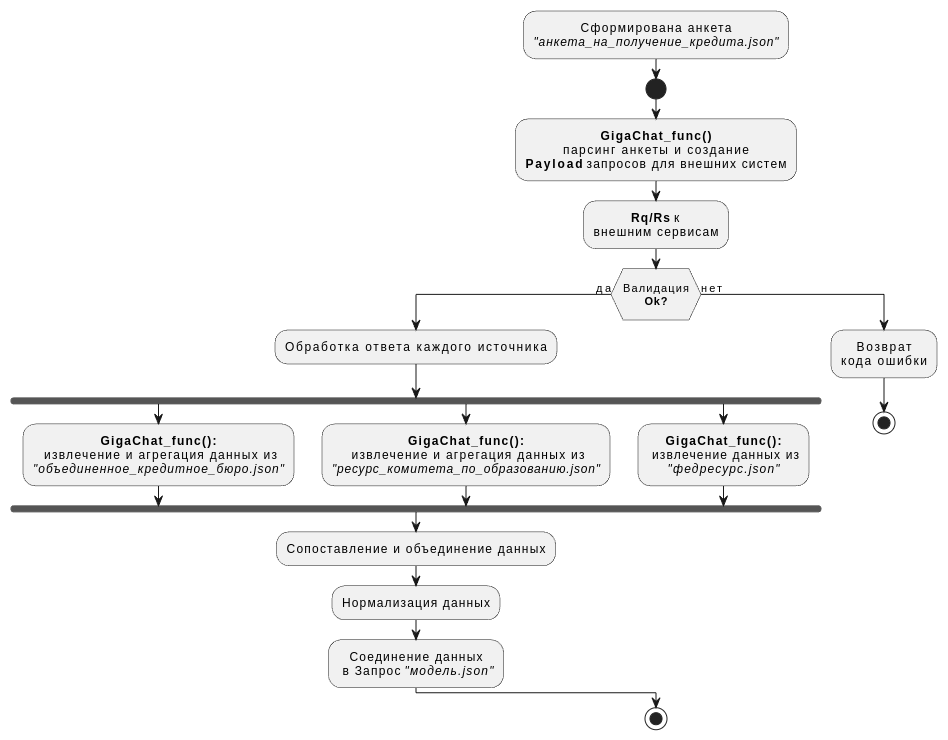 Сформирована анкета
"анкета_на_получение_кредита.json"
GigaChat_func()
парсинг анкеты и создание
Payload запросов для внешних систем
Rq/Rs к
внешним сервисам
да
Валидация
Ok?
нет
Обработка ответа каждого источника
Возврат
кода ошибки
GigaChat_func():
извлечение и агрегация данных из
"объединенное_кредитное_бюро.json"
GigaChat_func():
извлечение и агрегация данных из
"ресурс_комитета_по_образованию.json"
GigaChat_func():
извлечение данных из
"федресурс.json"
Сопоставление и объединение данных
Нормализация данных
Соединение данных
в Запрос "модель.json"